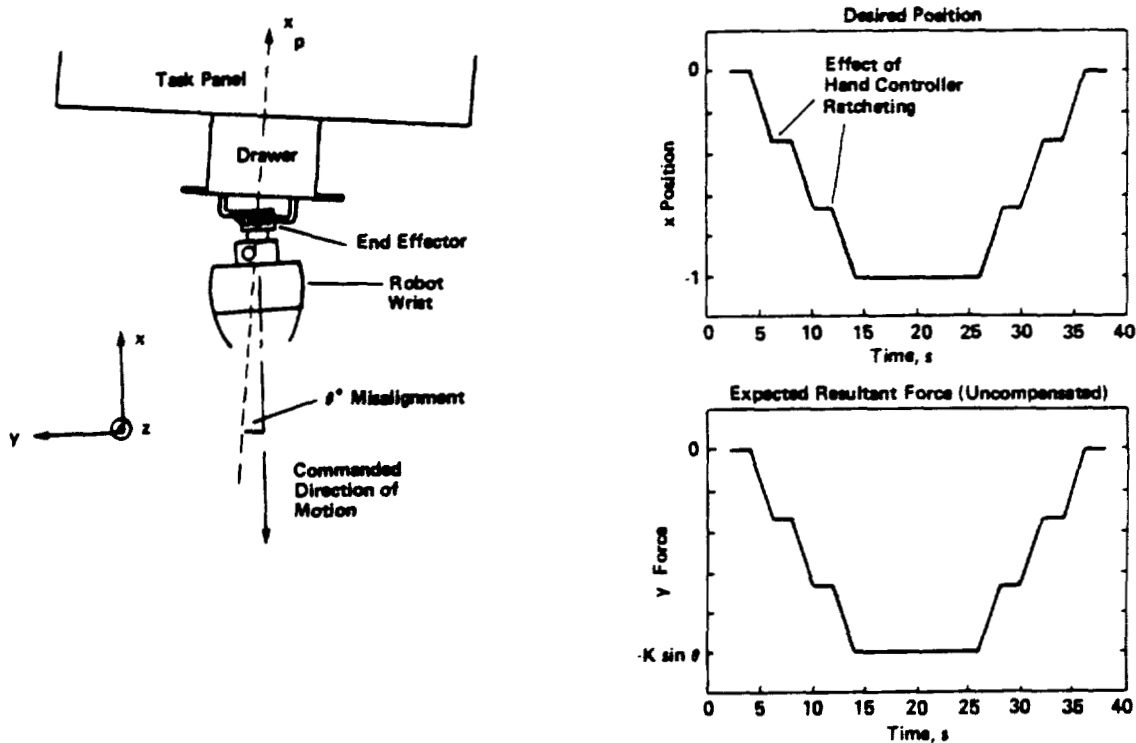 x
p
Task Panel
Drawer
End Effector
Robot
Wrist
x
y
z
θ° Misalignment
Commanded
Direction of
Motion
Desired Position
Effect of
Hand Controller
Ratcheting
x Position
0
-1
0 5 10 15 20 25 30 35 40
Time, s
Expected Resultant Force (Uncompensated)
y Force
0
-K sin θ
0 5 10 15 20 25 30 35 40
Time, s